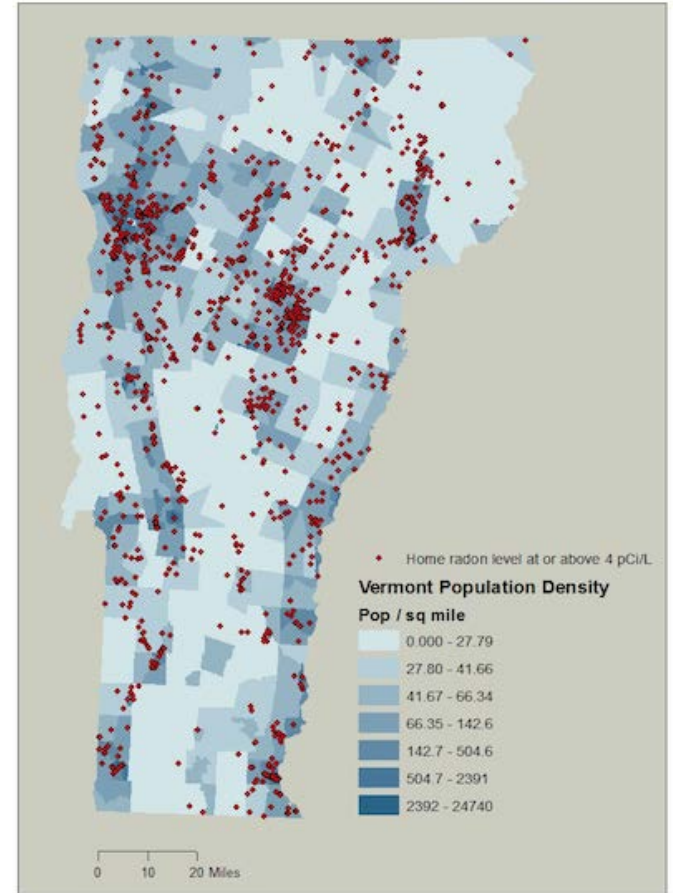 Home radon level at or above 4 pCi/L
Vermont Population Density
Pop / sq mile
0.000 - 27.79
27.80 - 41.66
41.67 - 66.34
66.35 - 142.6
142.7 - 504.6
504.7 - 2391
2392 - 24740
0 10 20 Miles